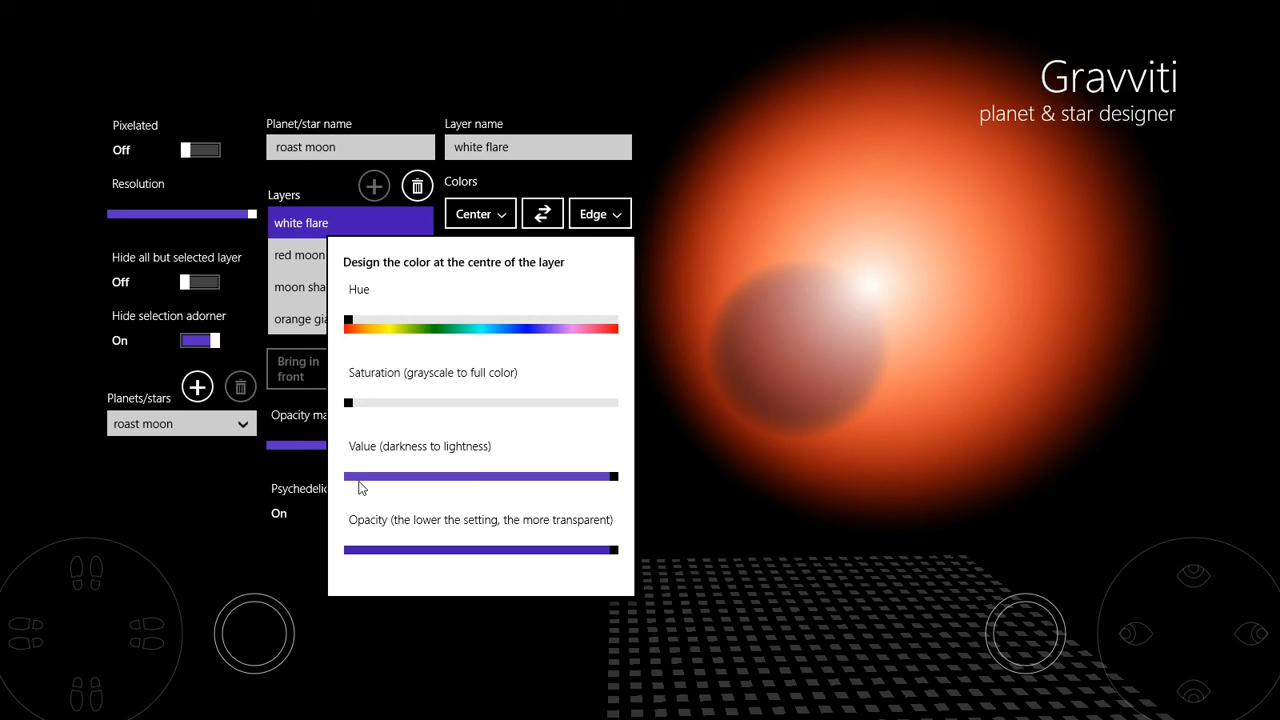 Gravviti
planet & star designer
Pixelated
Off
Resolution
Hide all but selected layer
Off
Hide selection adorner
On
Planets/stars
roast moon
Planet/star name
roast moon
Layers
white flare
red moon
moon sha
orange gia
Bring in
front
Opacity ma
Psychedelic
On
Layer name
white flare
Colors
Center
Edge
Design the color at the centre of the layer
Hue
Saturation (grayscale to full color)
Value (darkness to lightness)
Opacity (the lower the setting, the more transparent)